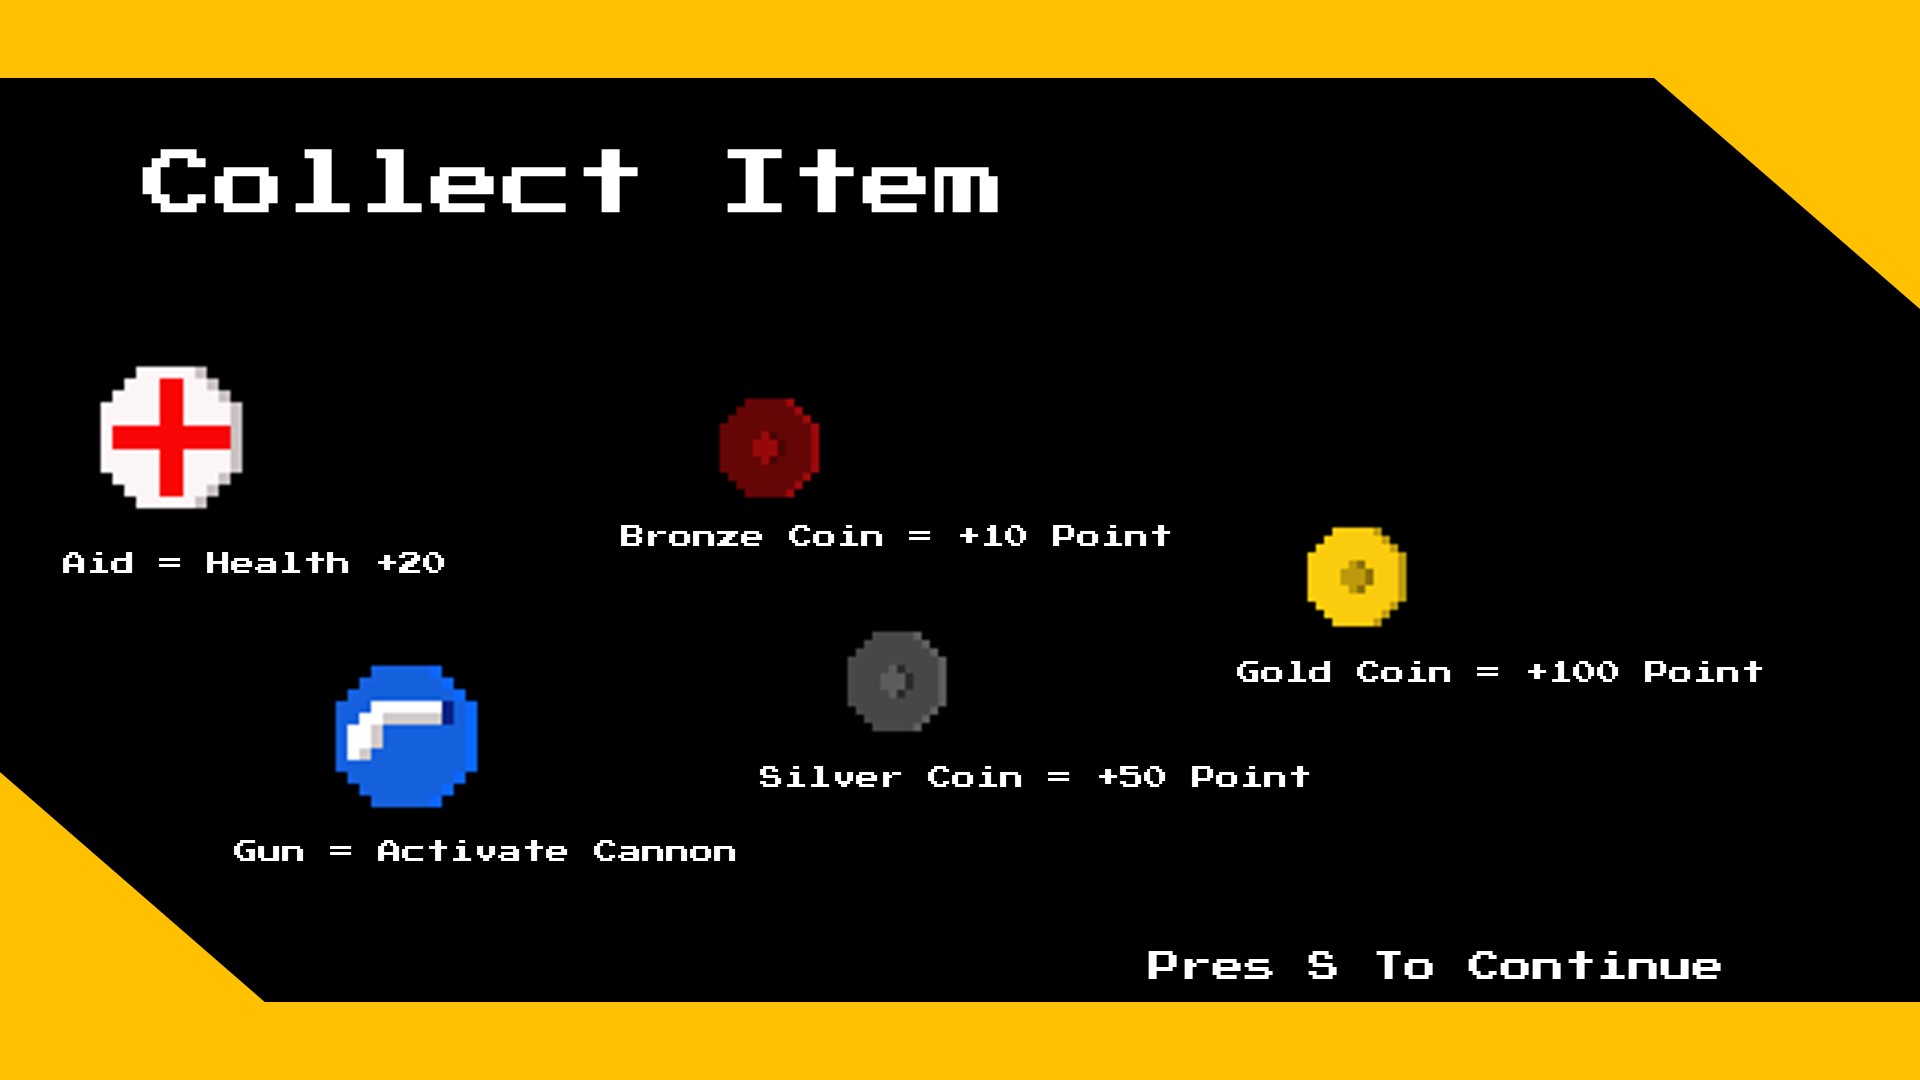 Collect Item
Aid = Health +20
Bronze Coin = +10 Point
Gold Coin = +100 Point
Gun = Activate Cannon
Silver Coin = +50 Point
Pres S To Continue